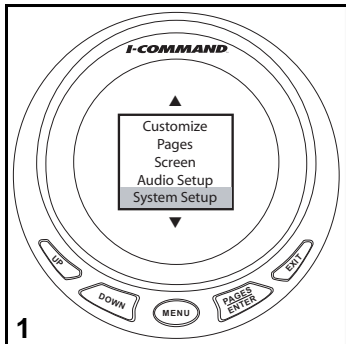 I-COMMAND
Customize
Pages
Screen
Audio Setup
System Setup
UP
DOWN
MENU
PAGES
ENTER
EXIT
1